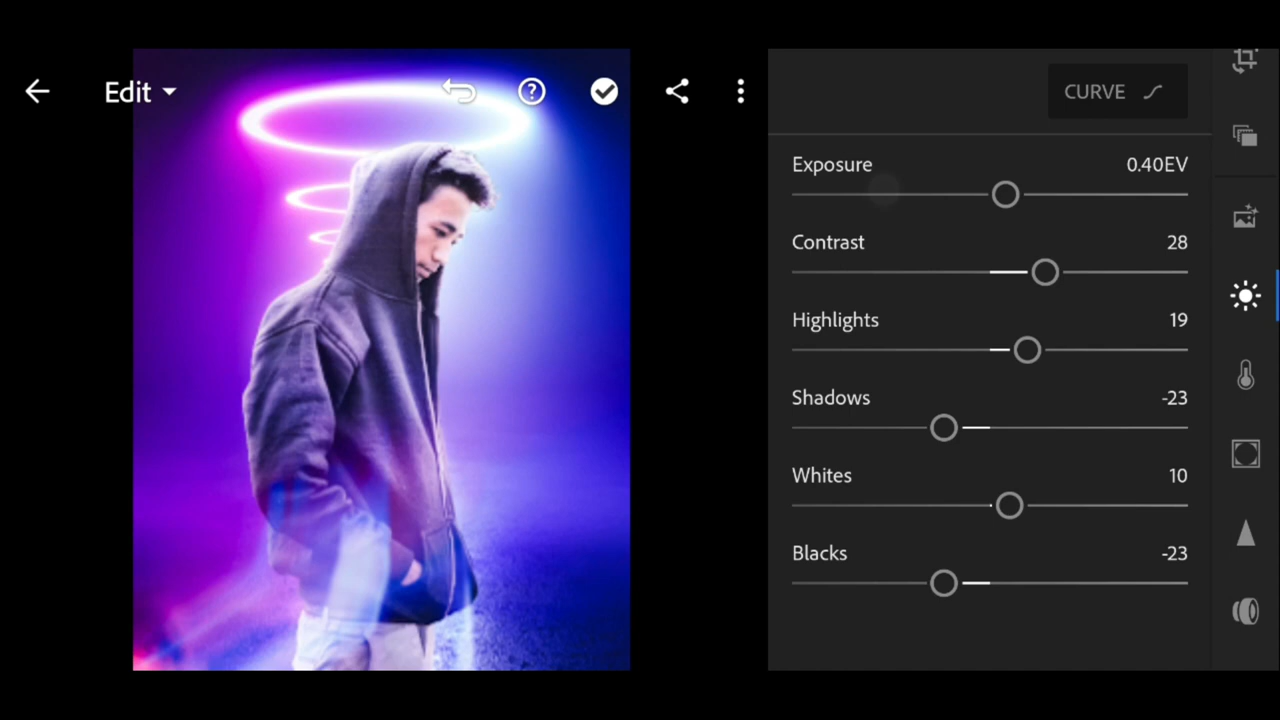 Edit
CURVE
Exposure 0.40EV
Contrast 28
Highlights 19
Shadows -23
Whites 10
Blacks -23